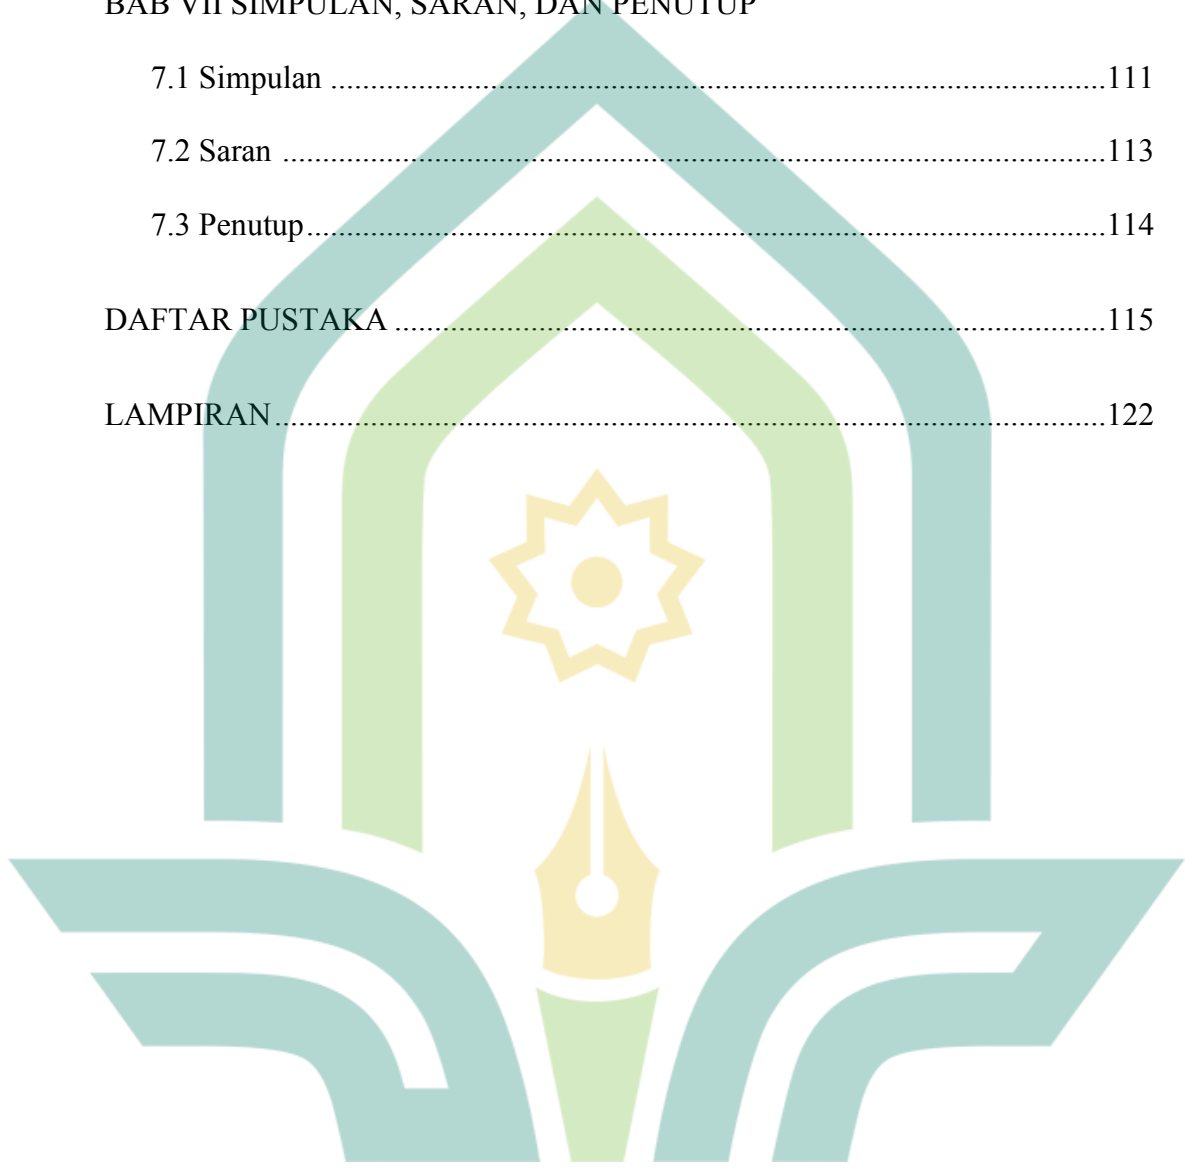 BAB VII SIMPULAN, SARAN, DAN PENUTUP
7.1 Simpulan ....................................................................................................111
7.2 Saran ..........................................................................................................113
7.3 Penutup.......................................................................................................114
DAFTAR PUSTAKA ...........................................................................................115
LAMPIRAN...........................................................................................................122